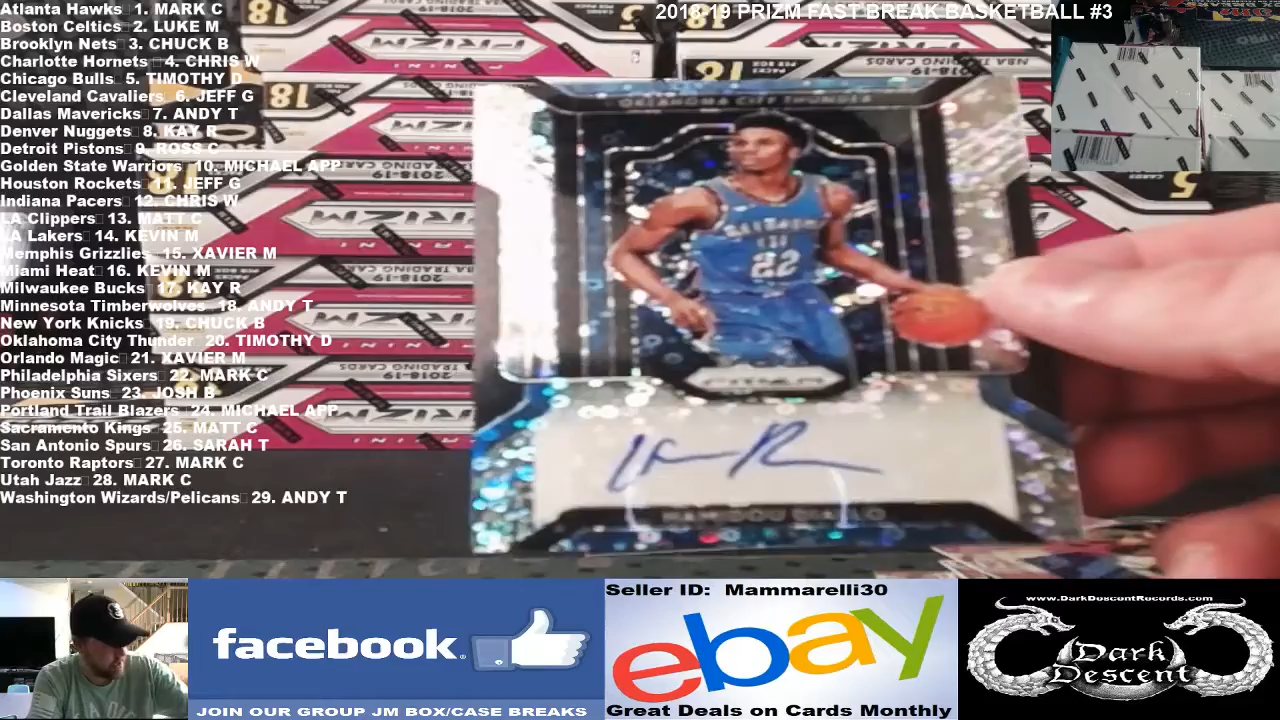 Atlanta Hawks 1. MARK C
Boston Celtics 2. LUKE M
Brooklyn Nets 3. CHUCK B
Charlotte Hornets 4. CHRIS W
Chicago Bulls 5. TIMOTHY D
Cleveland Cavaliers 6. JEFF G
Dallas Mavericks 7. ANDY T
Denver Nuggets 8. KAY R
Detroit Pistons 9. ROSS C
Golden State Warriors 10. MICHAEL APP
Houston Rockets 11. JEFF G
Indiana Pacers 12. CHRIS W
LA Clippers 13. MATT C
LA Lakers 14. KEVIN M
Memphis Grizzlies 15. XAVIER M
Miami Heat 16. KEVIN M
Milwaukee Bucks 17. KAY R
Minnesota Timberwolves 18. ANDY T
New York Knicks 19. CHUCK B
Oklahoma City Thunder 20. TIMOTHY D
Orlando Magic 21. XAVIER M
Philadelphia Sixers 22. MARK C
Phoenix Suns 23. JOSH B
Portland Trail Blazers 24. MICHAEL APP
Sacramento Kings 25. MATT C
San Antonio Spurs 26. SARAH T
Toronto Raptors 27. MARK C
Utah Jazz 28. MARK C
Washington Wizards/Pelicans 29. ANDY T
2018-19 PRIZM FAST BREAK BASKETBALL #3
OKLAHOMA CITY THUNDER
22
PRIZM
HAMIDOU DIALLO
facebook
JOIN OUR GROUP JM BOX/CASE BREAKS
Seller ID: Mammarelli30
ebay
Great Deals on Cards Monthly
www.DarkDescentRecords.com
Dark
Descent